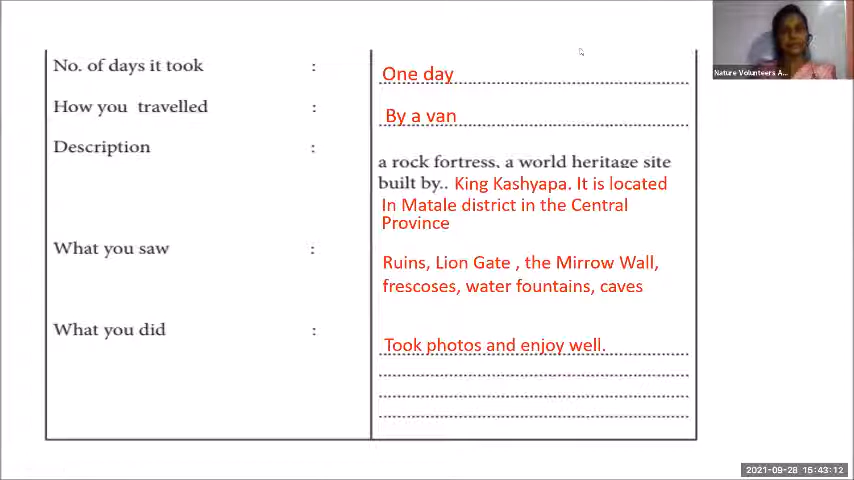 Nature Volunteers A...
No. of days it took : One day
How you travelled : By a van
Description : a rock fortress, a world heritage site
built by.. King Kashyapa. It is located
In Matale district in the Central
Province
What you saw : Ruins, Lion Gate , the Mirrow Wall,
frescoses, water fountains, caves
What you did : Took photos and enjoy well.
2021-09-28 15:43:12